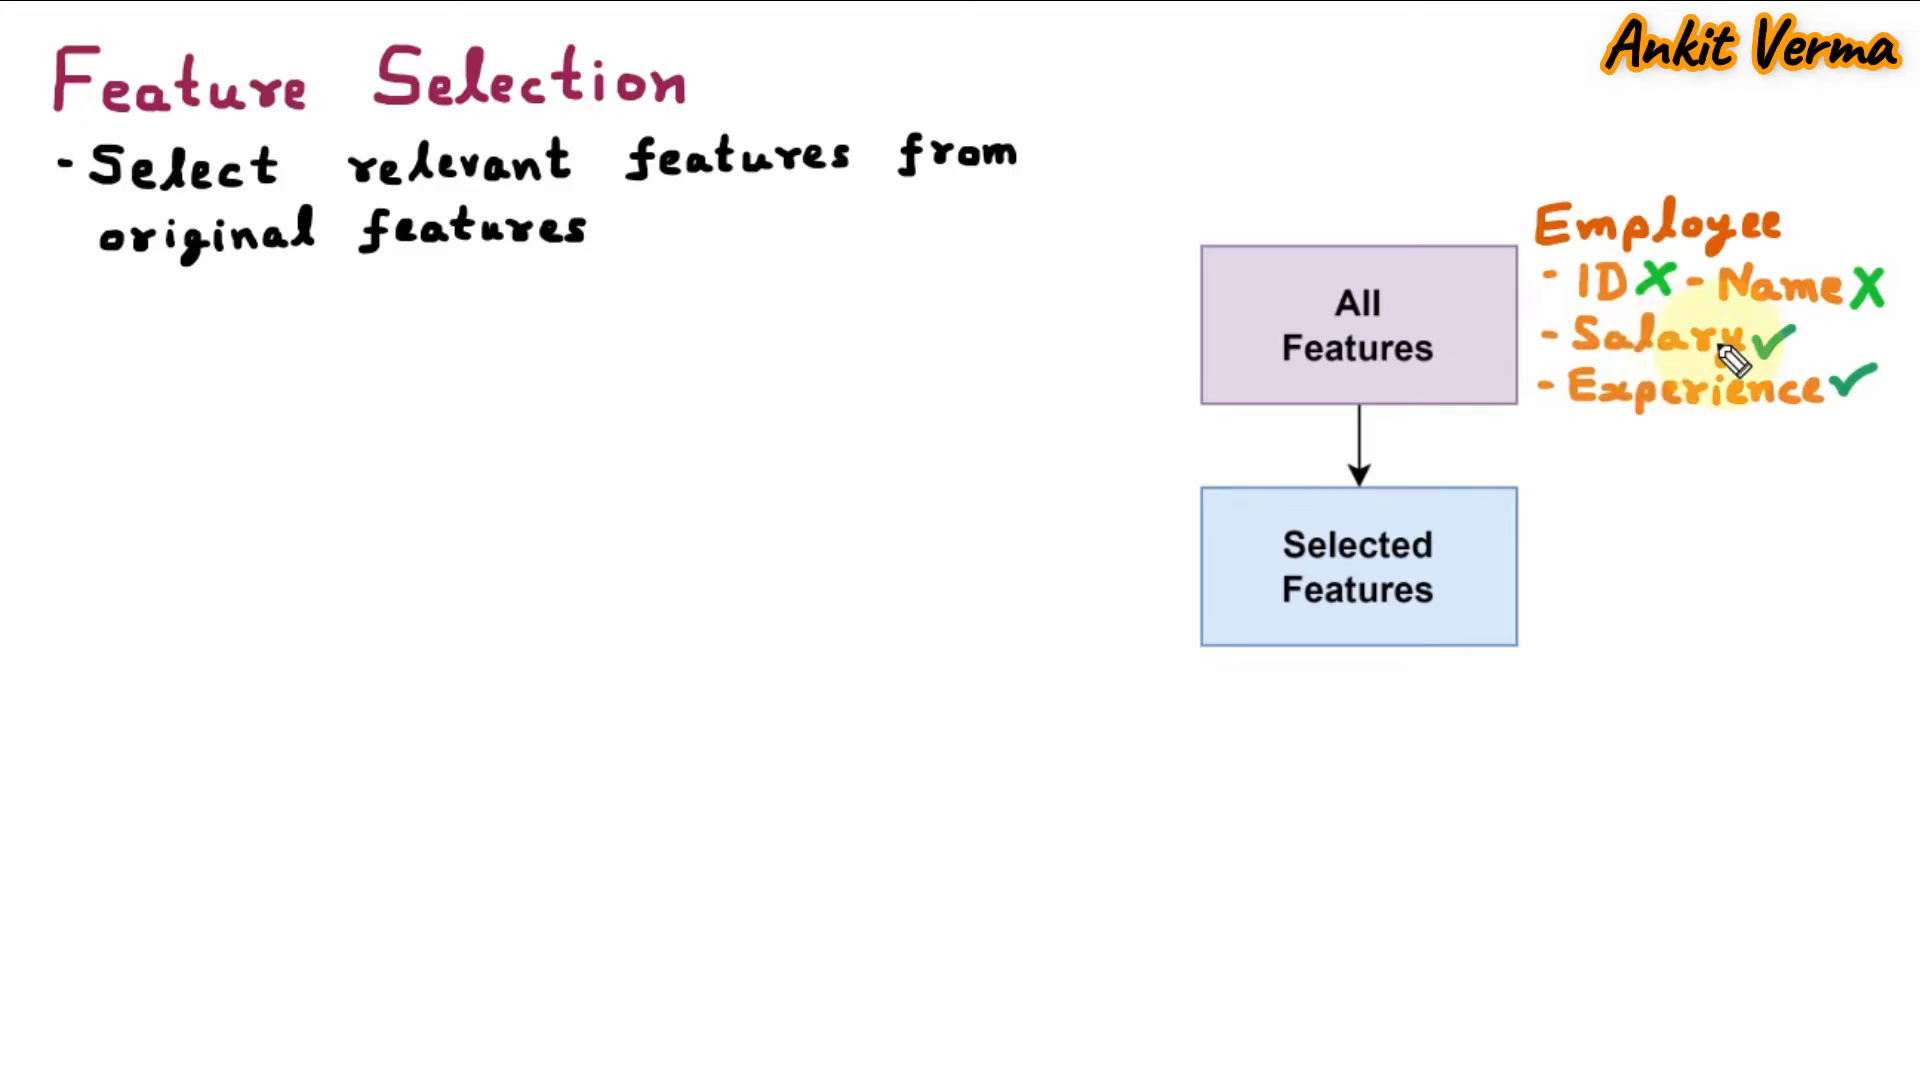 Ankit Verma
Feature Selection
- Select relevant features from
original features
Employee
- ID X - Name X
- Salary ✓
- Experience ✓
All
Features
Selected
Features